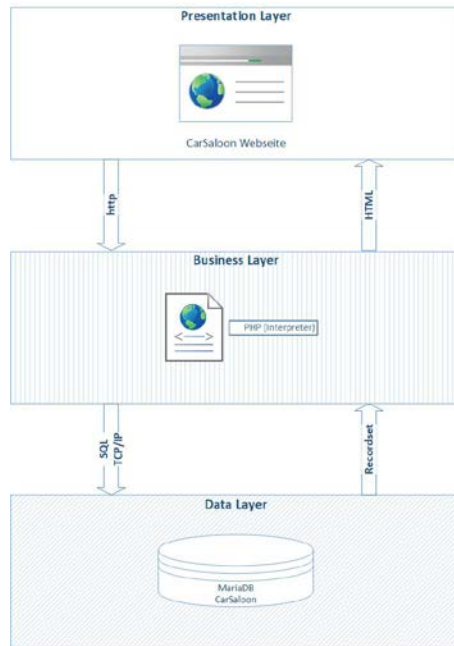 Presentation Layer
CarSaloon Webseite
http
HTML
Business Layer
PHP (Interpreter)
SQL
TCP/IP
Recordset
Data Layer
MariaDB
CarSaloon